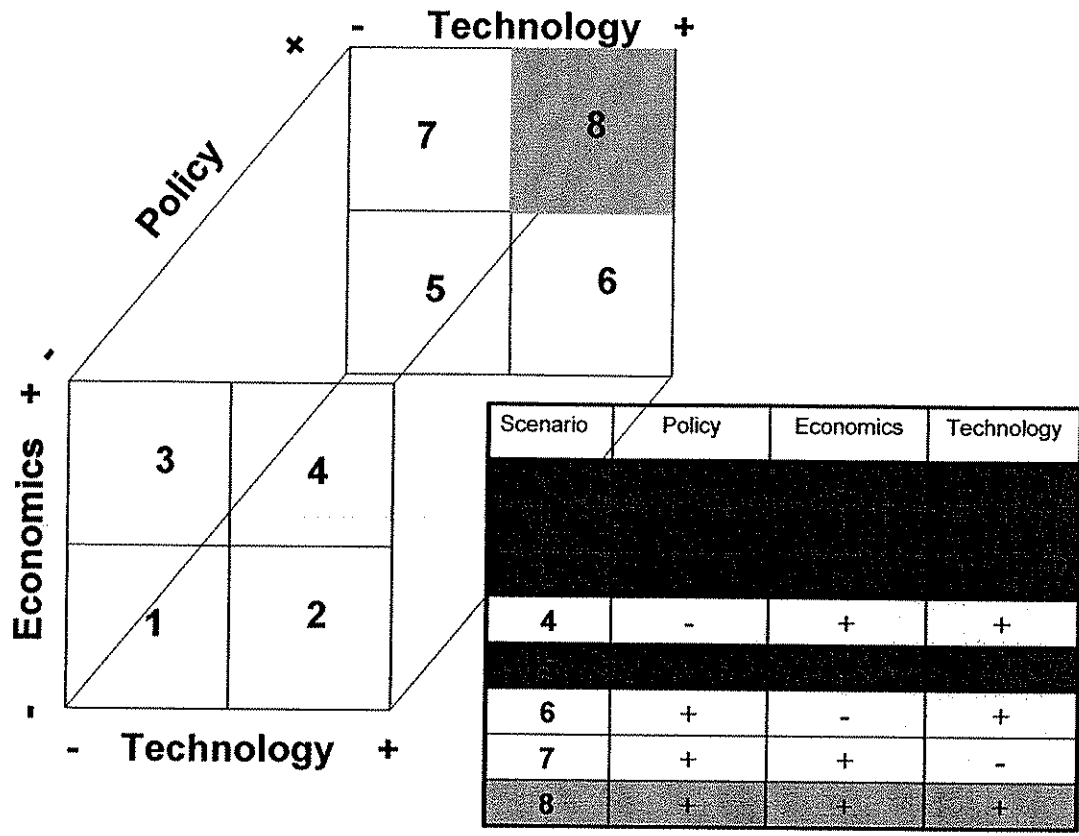 - Technology +
+
Policy
-
7 8
5 6
+
Economics
-
3 4
1 2
- Technology +
Scenario Policy Economics Technology
4 - + +
6 + - +
7 + + -
8 + + +